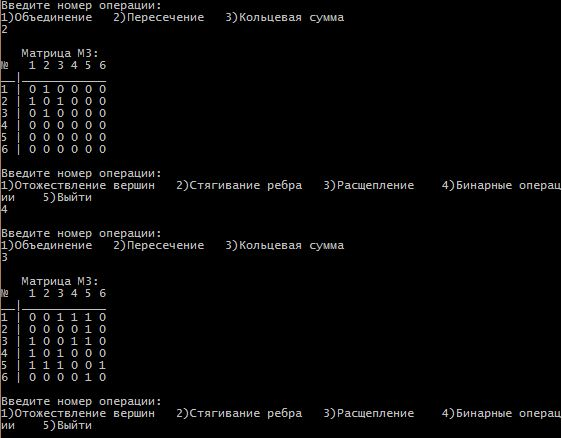 Введите номер операции:
1)Объединение   2)Пересечение   3)Кольцевая сумма
2
Матрица M3:
№   1 2 3 4 5 6
__|____________
1 | 0 1 0 0 0 0
2 | 1 0 1 0 0 0
3 | 0 1 0 0 0 0
4 | 0 0 0 0 0 0
5 | 0 0 0 0 0 0
6 | 0 0 0 0 0 0
Введите номер операции:
1)Отожествление вершин   2)Стягивание ребра   3)Расщепление    4)Бинарные операц
ии    5)Выйти
4
Введите номер операции:
1)Объединение   2)Пересечение   3)Кольцевая сумма
3
Матрица M3:
№   1 2 3 4 5 6
__|____________
1 | 0 0 1 1 1 0
2 | 0 0 0 0 1 0
3 | 1 0 0 1 1 0
4 | 1 0 1 0 0 0
5 | 1 1 1 0 0 1
6 | 0 0 0 0 1 0
Введите номер операции:
1)Отожествление вершин   2)Стягивание ребра   3)Расщепление    4)Бинарные операц
ии    5)Выйти